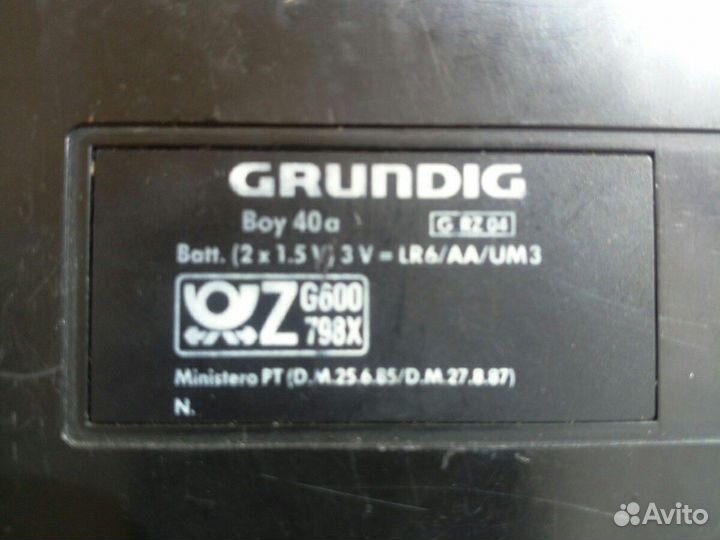 GRUNDIG
Boy 40a G RZ 04
Batt. (2 x 1.5 V) 3 V = LR6/AA/UM3
Z G600
798X
Ministero PT (D.M.25.6.85/D.M.27.8.87)
N.
Avito